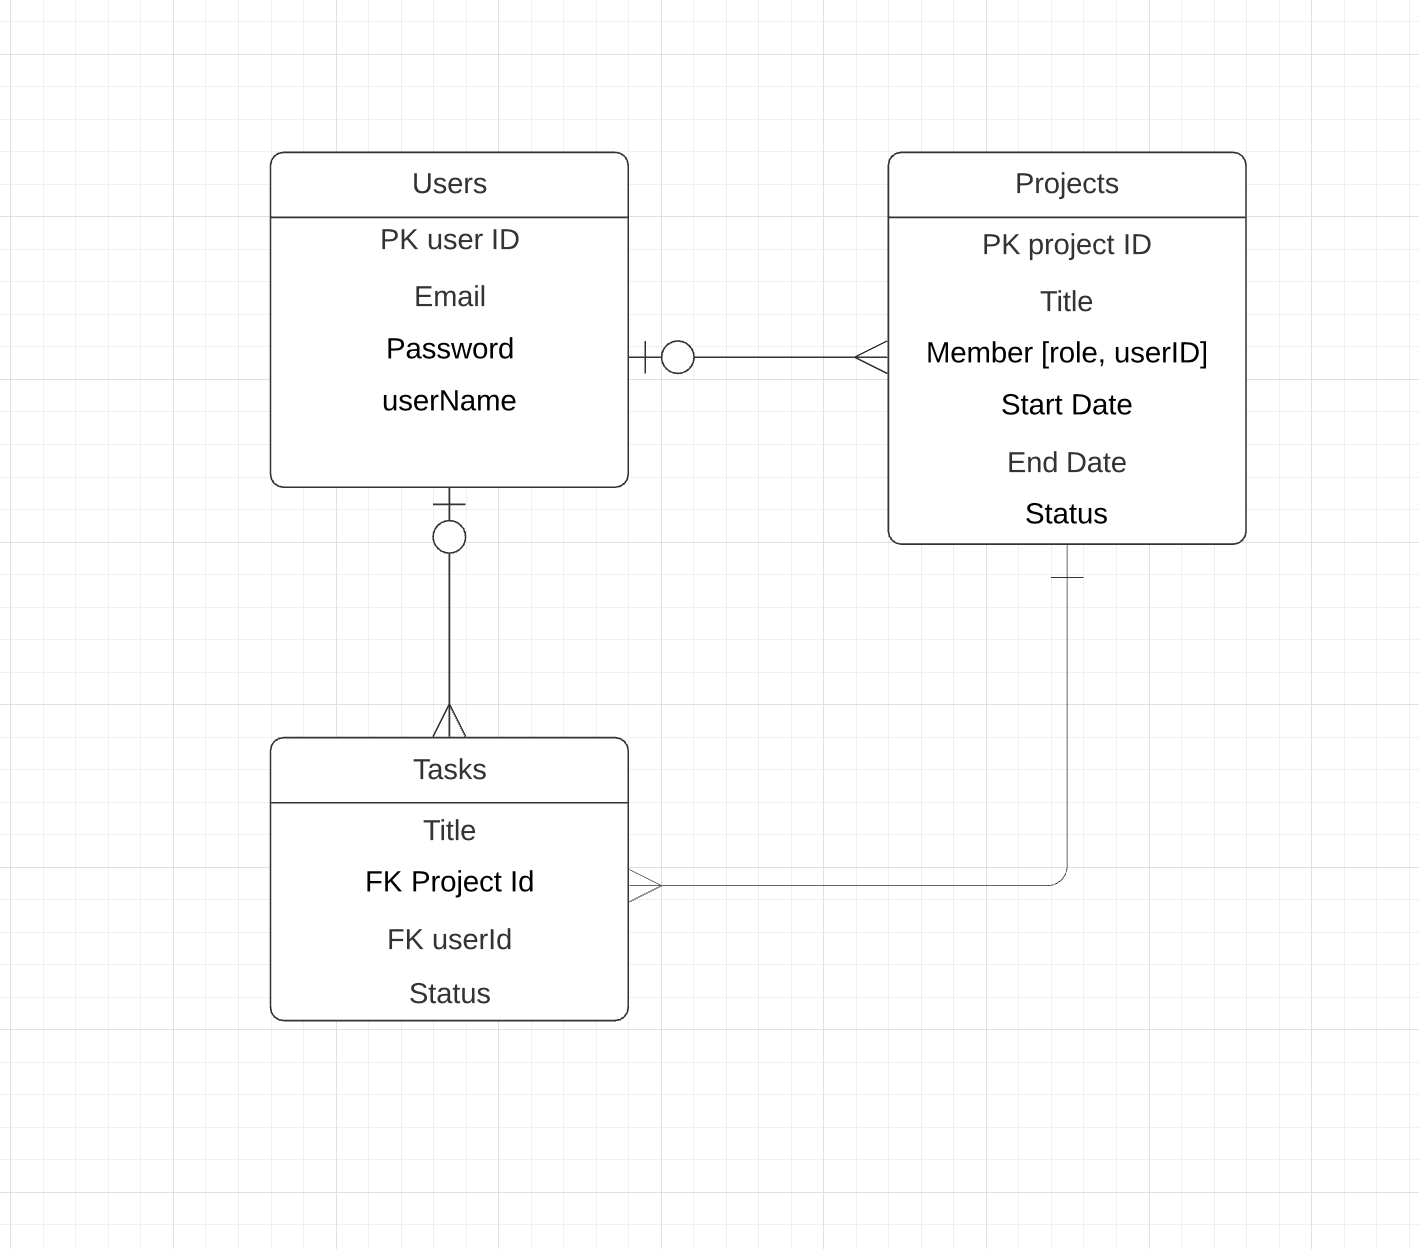 Users
PK user ID
Email
Password
userName
Projects
PK project ID
Title
Member [role, userID]
Start Date
End Date
Status
Tasks
Title
FK Project Id
FK userId
Status